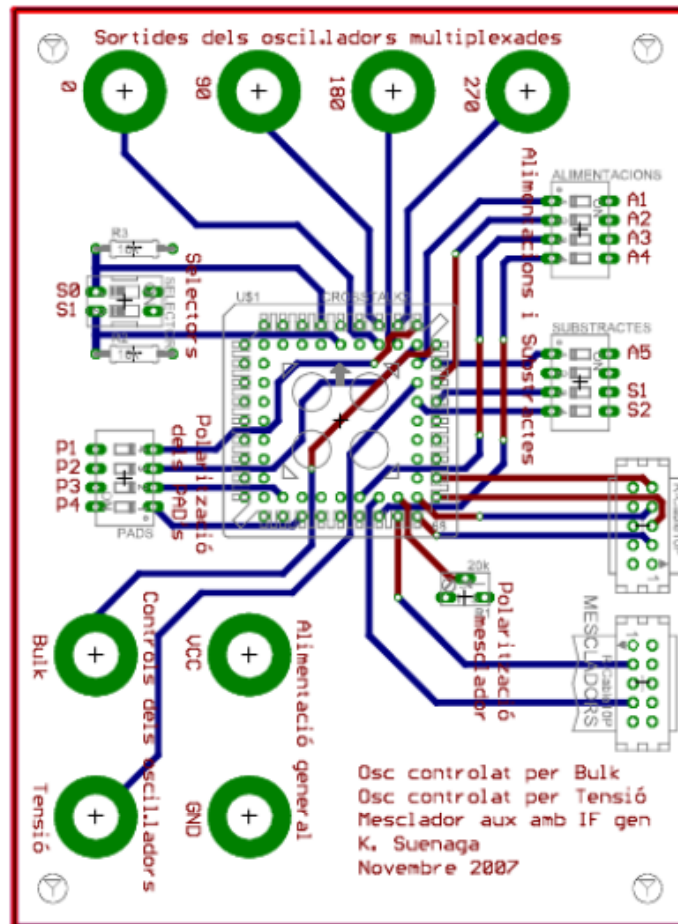 Sortides dels oscil.ladors multiplexades
0
90
180
270
ALIMENTACIONS
A1
A2
A3
A4
Alimentacions i Substractes
R3
Selectors
SELECTORS
S0
S1
U$1
CROSSTALK
SUBSTRACTES
A5
S1
S2
Polarització
dels PADs
P1
P2
P3
P4
PADS
20k
Polarització
mesclador
MESCLADORS
1
1
Bulk
Tensió
Controls dels oscil.ladors
VCC
GND
Alimentació general
Osc controlat per Bulk
Osc controlat per Tensió
Mesclador aux amb IF gen
K. Suenaga
Novembre 2007